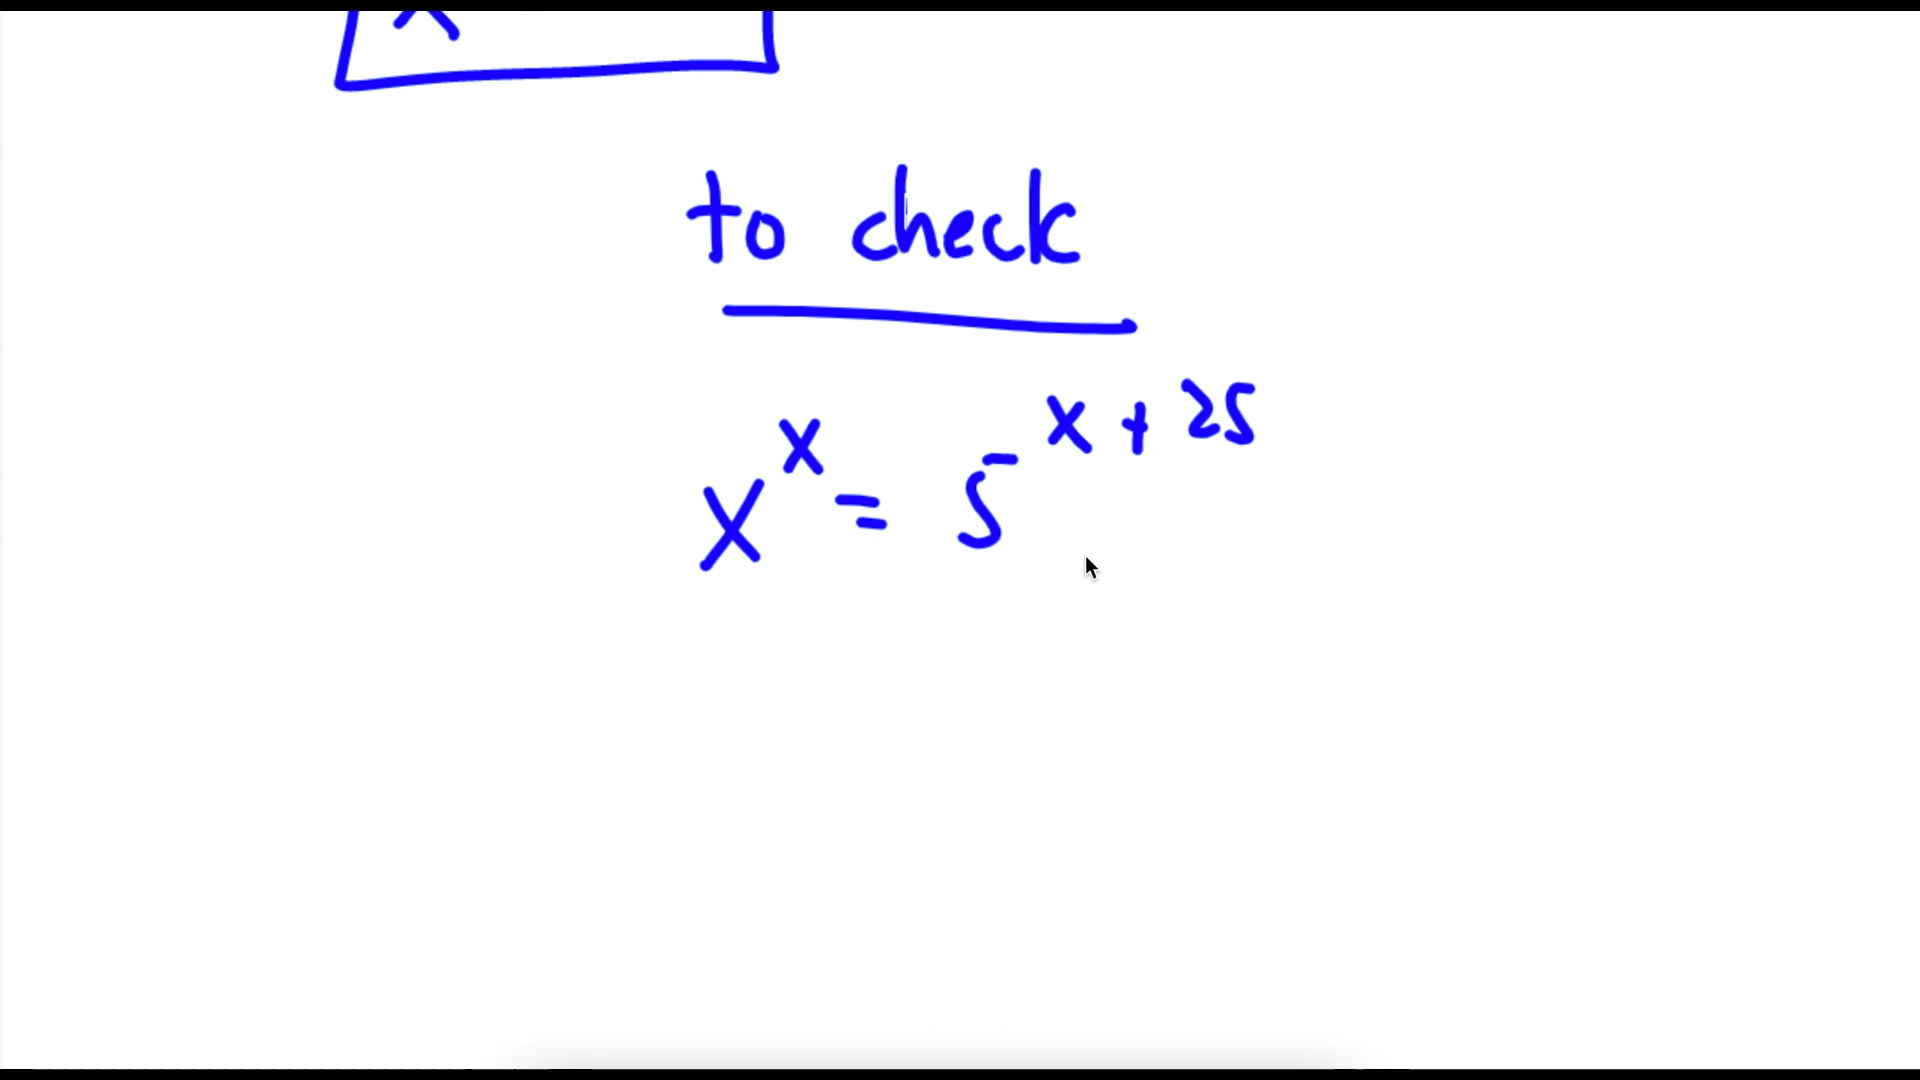 to check
x^x = 5^{x + 25}